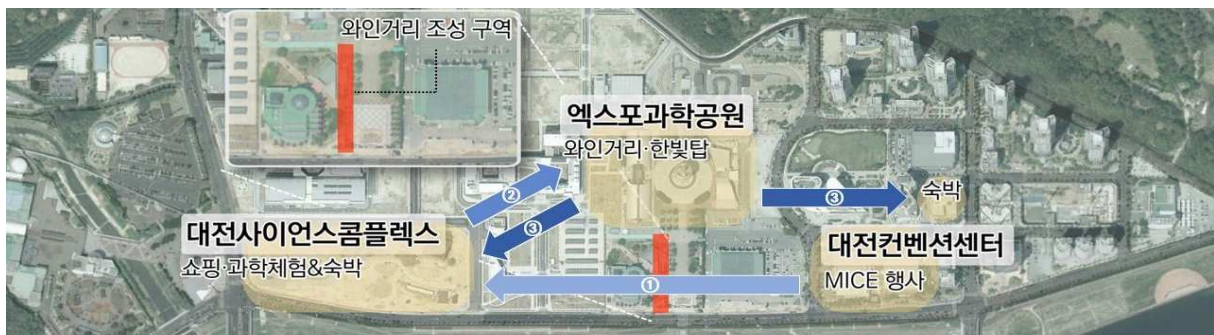 와인거리 조성 구역
엑스포과학공원
와인거리·한빛탑
②
③
③
숙박
대전사이언스콤플렉스
쇼핑·과학체험&숙박
대전컨벤션센터
MICE 행사
①